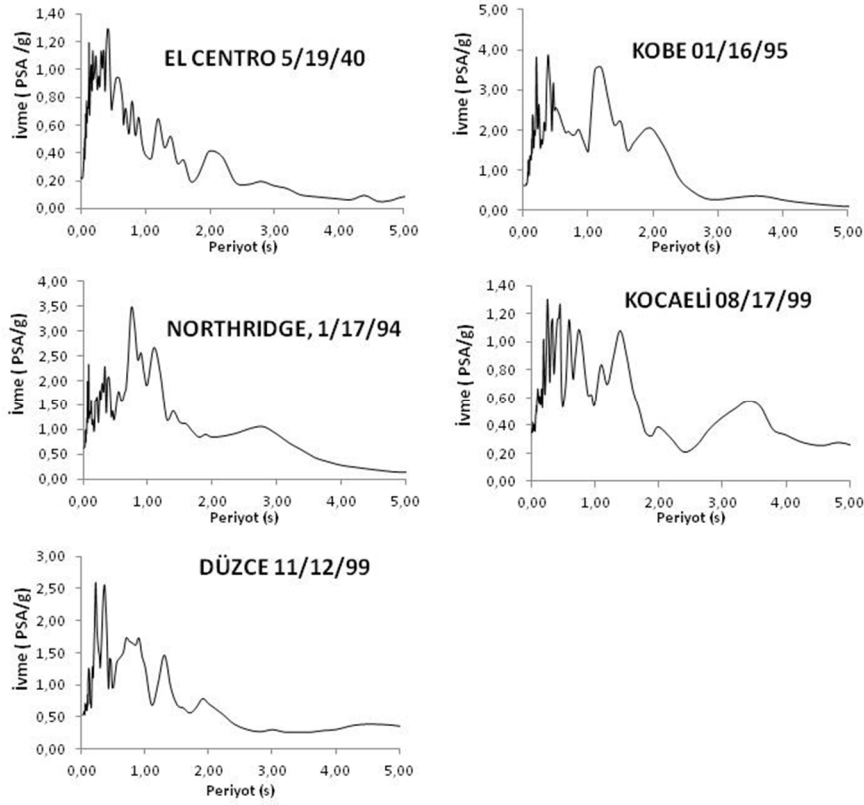 EL CENTRO 5/19/40
İvme ( PSA/g)
1,40
1,20
1,00
0,80
0,60
0,40
0,20
0,00
0,00 1,00 2,00 3,00 4,00 5,00
Periyot (s)
KOBE 01/16/95
İvme ( PSA/g)
5,00
4,00
3,00
2,00
1,00
0,00
0,00 1,00 2,00 3,00 4,00 5,00
Periyot (s)
NORTHRIDGE, 1/17/94
İvme ( PSA/g)
4,00
3,50
3,00
2,50
2,00
1,50
1,00
0,50
0,00
0,00 1,00 2,00 3,00 4,00 5,00
Periyot (s)
KOCAELİ 08/17/99
İvme ( PSA/g)
1,40
1,20
1,00
0,80
0,60
0,40
0,20
0,00
0,00 1,00 2,00 3,00 4,00 5,00
Periyot (s)
DÜZCE 11/12/99
İvme ( PSA/g)
3,00
2,50
2,00
1,50
1,00
0,50
0,00
0,00 1,00 2,00 3,00 4,00 5,00
Periyot (s)